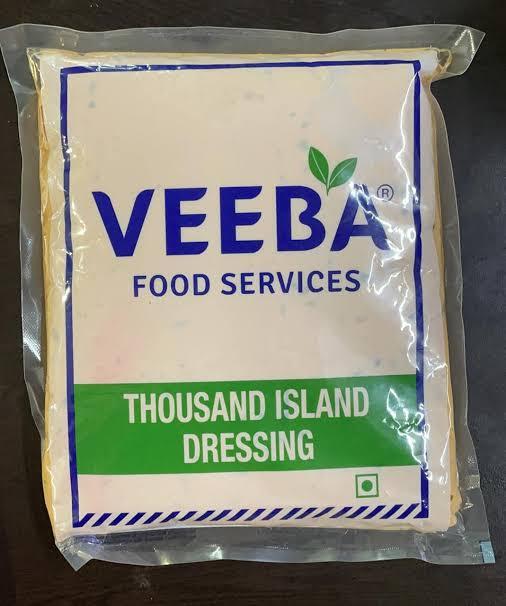 VEEBA®
FOOD SERVICES
THOUSAND ISLAND
DRESSING